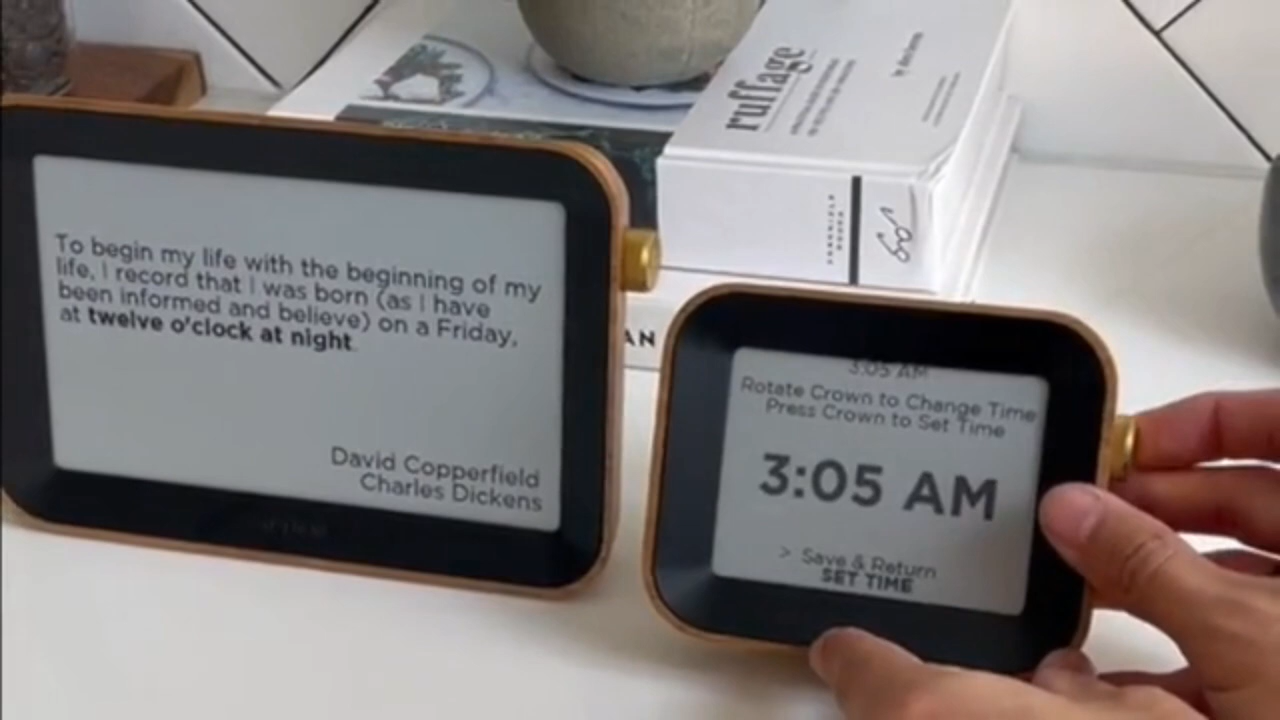 To begin my life with the beginning of my
life, I record that I was born (as I have
been informed and believe) on a Friday,
at twelve o'clock at night.
David Copperfield
Charles Dickens
ruffage
AN
3:05 AM
Rotate Crown to Change Time
Press Crown to Set Time
3:05 AM
> Save & Return
SET TIME